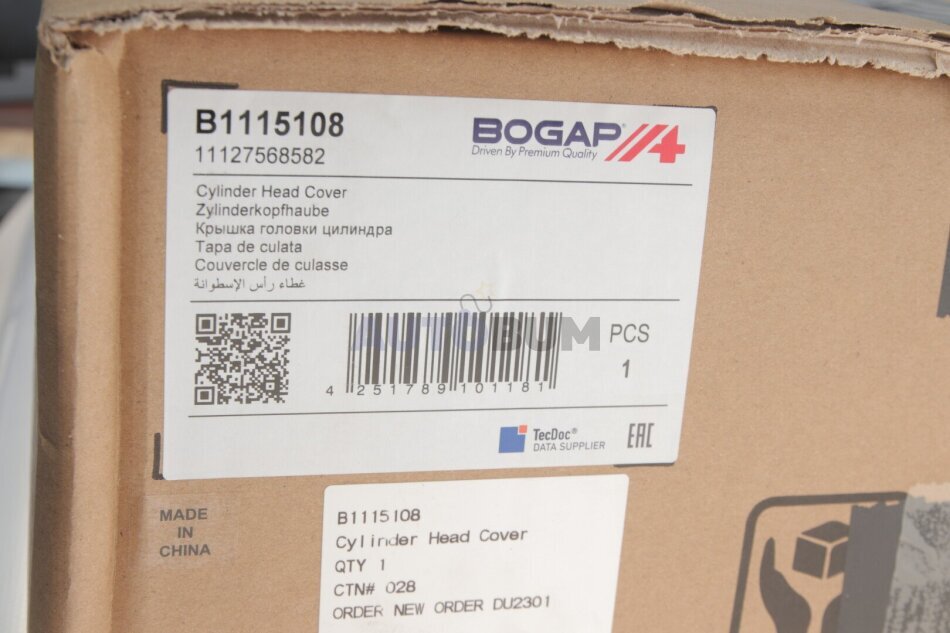 B1115108
11127568582
BOGAP
Driven By Premium Quality
Cylinder Head Cover
Zylinderkopfhaube
Крышка головки цилиндра
Tapa de culata
Couvercle de culasse
غطاء رأس الإسطوانة
AUTOBUM
PCS
1
4 251789 101181
TecDoc®
DATA SUPPLIER
EAC
MADE
IN
CHINA
B1115108
Cylinder Head Cover
QTY 1
CTN# 028
ORDER NEW ORDER DU2301